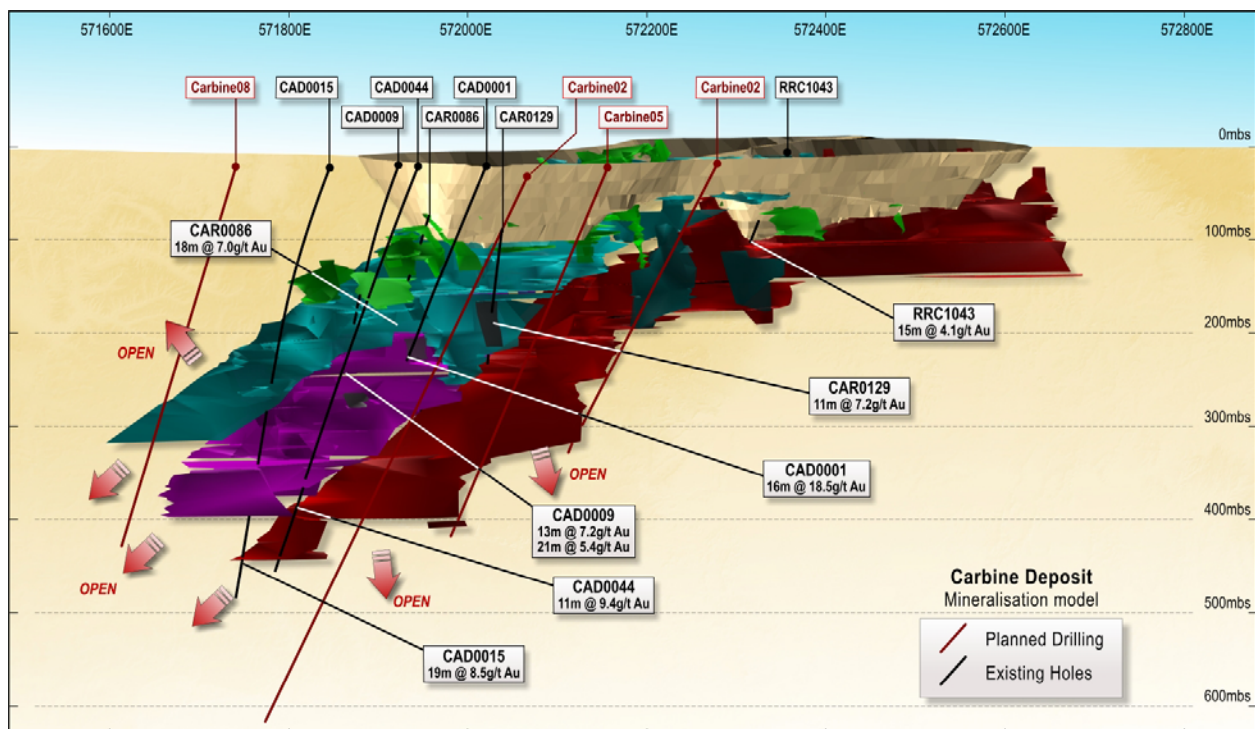 571600E 571800E 572000E 572200E 572400E 572600E 572800E
Carbine08 CAD0015 CAD0044 CAD0001 Carbine02 Carbine02 RRC1043
CAD0009 CAR0086 CAR0129 Carbine05
0mbs
CAR0086
18m @ 7.0g/t Au
100mbs
200mbs
RRC1043
15m @ 4.1g/t Au
OPEN
CAR0129
11m @ 7.2g/t Au
300mbs
CAD0001
16m @ 18.5g/t Au
OPEN
400mbs
CAD0009
13m @ 7.2g/t Au
21m @ 5.4g/t Au
OPEN
CAD0044
11m @ 9.4g/t Au
OPEN
500mbs
CAD0015
19m @ 8.5g/t Au
600mbs
Carbine Deposit
Mineralisation model
Planned Drilling
Existing Holes